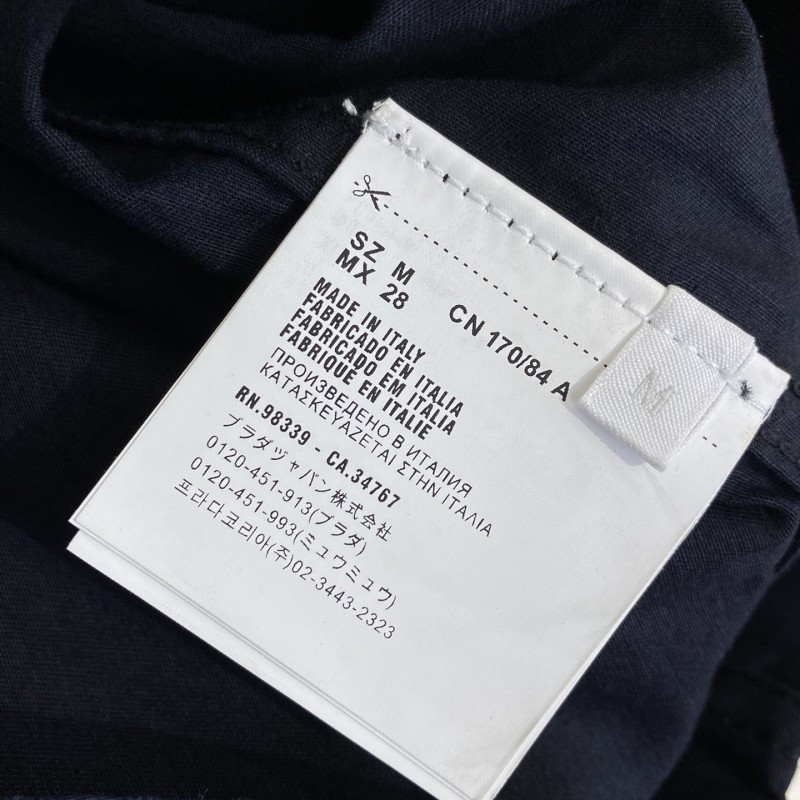 SZ M
MX 28 CN 170/84 A
MADE IN ITALY
FABRICADO EN ITALIA
FABRICADO EM ITALIA
FABRIQUÉ EN ITALIE
ПРОИЗВЕДЕНО В ИТАЛИЯ
ΚΑΤΑΣΚΕΥΑΖΕΤΑΙ ΣΤΗΝ ΙΤΑΛΙΑ
RN.98339 - CA.34767
プラダジャパン株式会社
0120-451-913(プラダ)
0120-451-993(ミュウミュウ)
프라다코리아(주)02-3443-2323
M